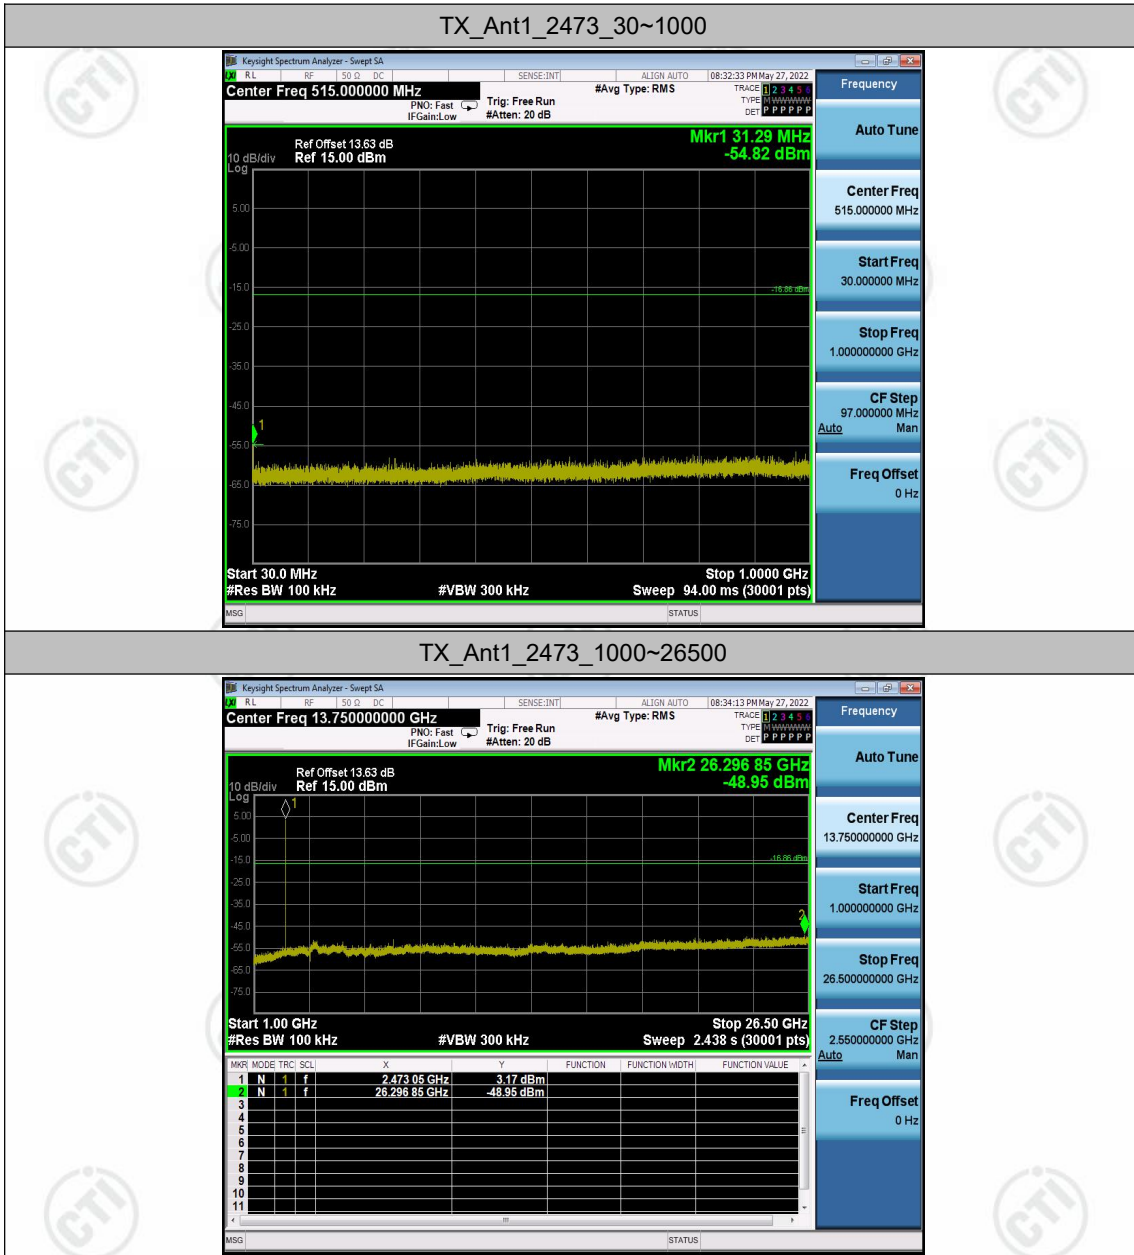 TX_Ant1_2473_30~1000
Keysight Spectrum Analyzer - Swept SA
RL RF 50 Ω DC SENSE:INT ALIGN AUTO 08:32:33 PM May 27, 2022
Center Freq 515.000000 MHz #Avg Type: RMS TRACE 1 2 3 4 5 6
PNO: Fast Trig: Free Run TYPE M WWWWW
IFGain:Low #Atten: 20 dB DET P P P P P P
Frequency
Auto Tune
Center Freq
515.000000 MHz
Start Freq
30.000000 MHz
Stop Freq
1.000000000 GHz
CF Step
97.000000 MHz
Auto Man
Freq Offset
0 Hz
Mkr1 31.29 MHz
-54.82 dBm
Ref Offset 13.63 dB
10 dB/div Ref 15.00 dBm
Log
5.00
-5.00
-15.0
-16.86 dBm
-25.0
-35.0
-45.0
1
-55.0
-65.0
-75.0
Start 30.0 MHz Stop 1.0000 GHz
#Res BW 100 kHz #VBW 300 kHz Sweep 94.00 ms (30001 pts)
MSG STATUS
TX_Ant1_2473_1000~26500
Keysight Spectrum Analyzer - Swept SA
RL RF 50 Ω DC SENSE:INT ALIGN AUTO 08:34:13 PM May 27, 2022
Center Freq 13.750000000 GHz #Avg Type: RMS TRACE 1 2 3 4 5 6
PNO: Fast Trig: Free Run TYPE M WWWWW
IFGain:Low #Atten: 20 dB DET P P P P P P
Frequency
Auto Tune
Center Freq
13.750000000 GHz
Start Freq
1.000000000 GHz
Stop Freq
26.500000000 GHz
CF Step
2.550000000 GHz
Auto Man
Freq Offset
0 Hz
Mkr2 26.296 85 GHz
-48.95 dBm
Ref Offset 13.63 dB
10 dB/div Ref 15.00 dBm
Log
1
5.00
-5.00
-15.0
-16.86 dBm
-25.0
-35.0
-45.0
2
-55.0
-65.0
-75.0
Start 1.00 GHz Stop 26.50 GHz
#Res BW 100 kHz #VBW 300 kHz Sweep 2.438 s (30001 pts)
MKR MODE TRC SCL X Y FUNCTION FUNCTION WIDTH FUNCTION VALUE
1 N 1 f 2.473 05 GHz 3.17 dBm
2 N 1 f 26.296 85 GHz -48.95 dBm
3
4
5
6
7
8
9
10
11
MSG STATUS
CTI
CTI
CTI
CTI
CTI
CTI
CTI
CTI